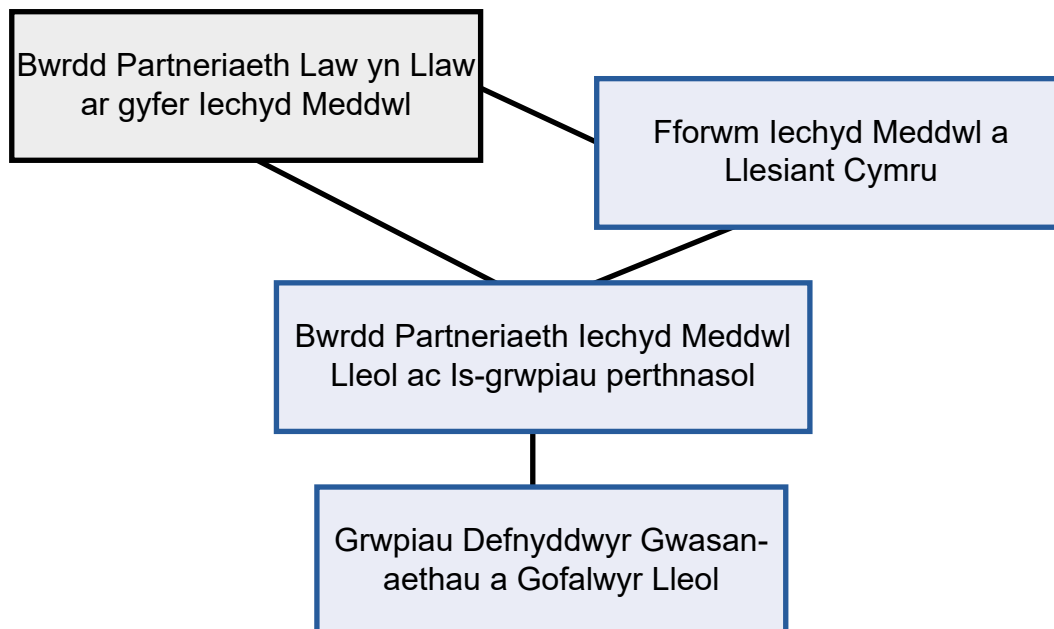 Bwrdd Partneriaeth Law yn Llaw
ar gyfer Iechyd Meddwl
Fforwm Iechyd Meddwl a
Llesiant Cymru
Bwrdd Partneriaeth Iechyd Meddwl
Lleol ac Is-grwpiau perthnasol
Grwpiau Defnyddwyr Gwasan-
aethau a Gofalwyr Lleol